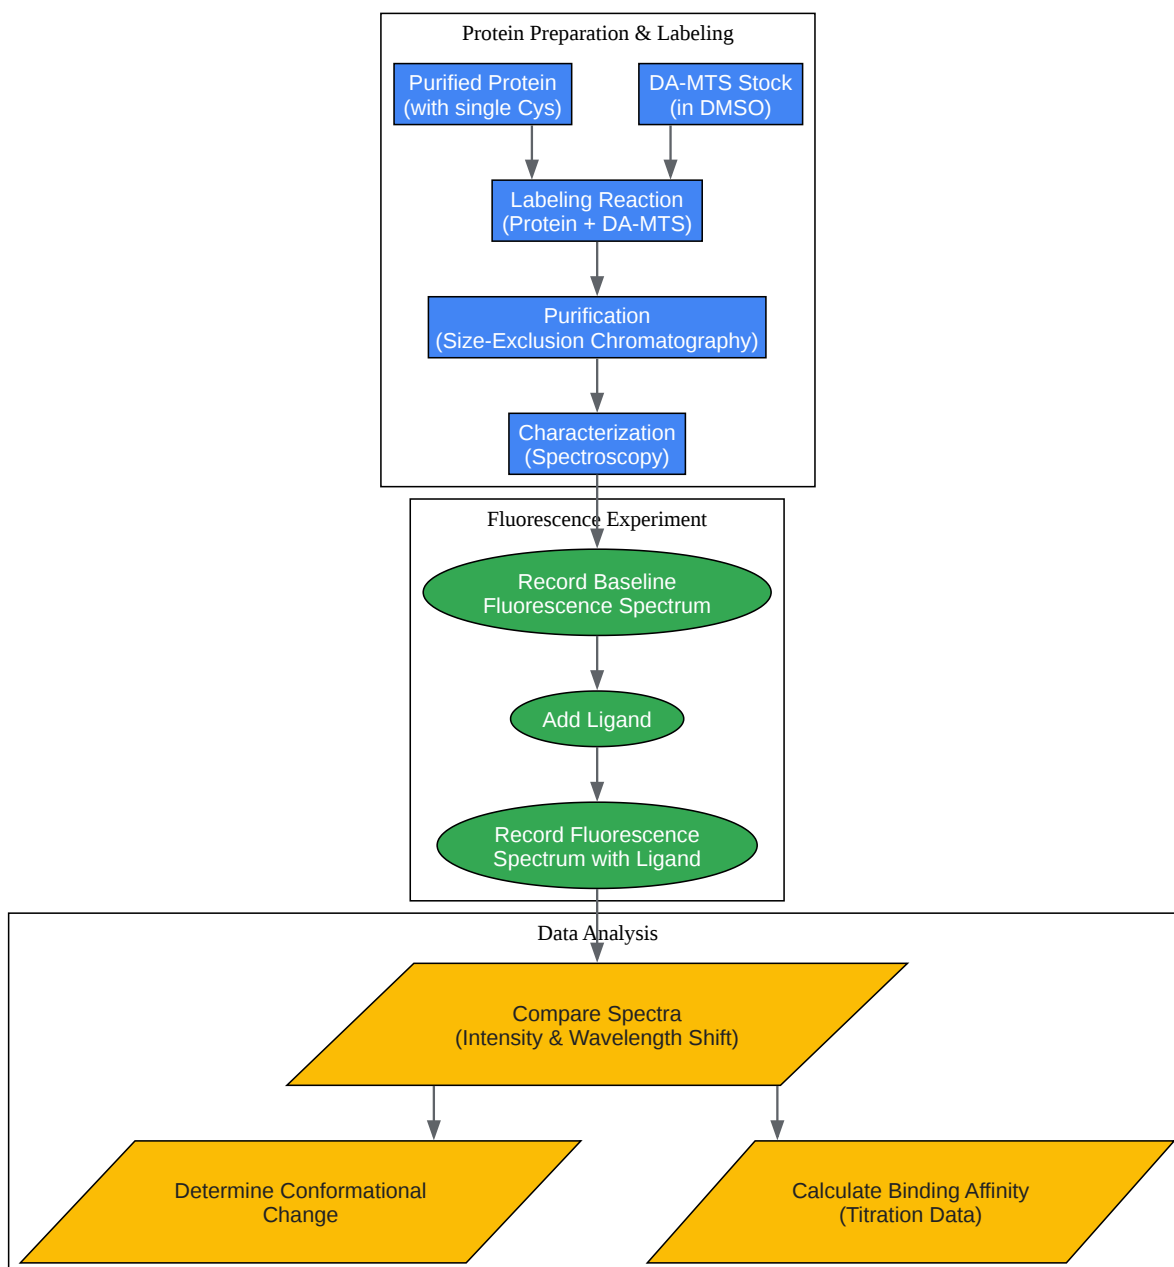 Protein Preparation & Labeling
Purified Protein
(with single Cys)
DA-MTS Stock
(in DMSO)
Labeling Reaction
(Protein + DA-MTS)
Purification
(Size-Exclusion Chromatography)
Characterization
(Spectroscopy)
Fluorescence Experiment
Record Baseline
Fluorescence Spectrum
Add Ligand
Record Fluorescence
Spectrum with Ligand
Data Analysis
Compare Spectra
(Intensity & Wavelength Shift)
Determine Conformational
Change
Calculate Binding Affinity
(Titration Data)